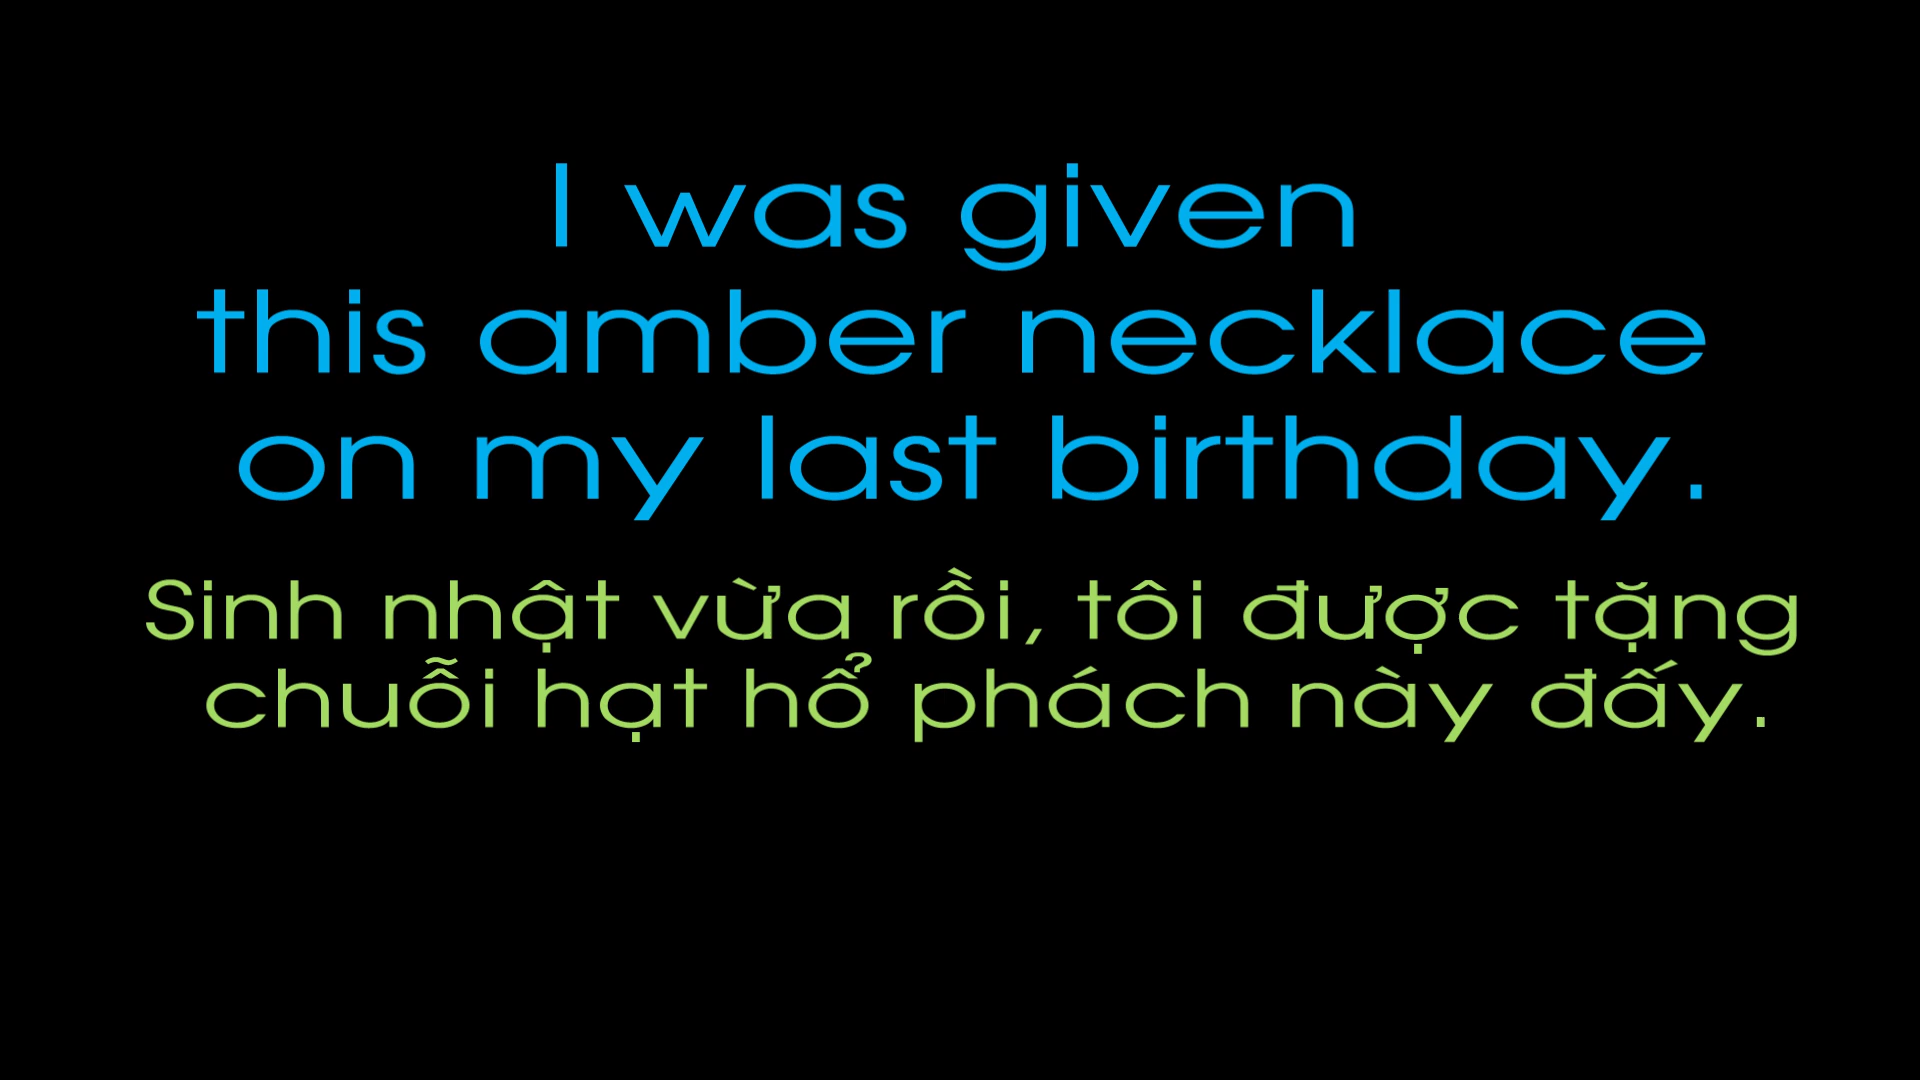 I was given
this amber necklace
on my last birthday.
Sinh nhật vừa rồi, tôi được tặng
chuỗi hạt hổ phách này đấy.